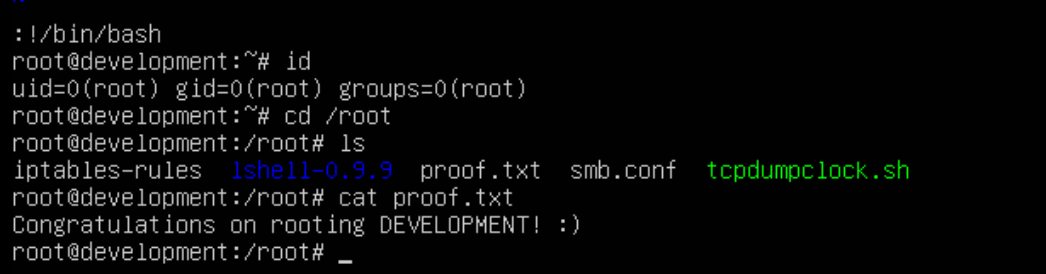 :!/bin/bash
root@development:~# id
uid=0(root) gid=0(root) groups=0(root)
root@development:~# cd /root
root@development:/root# ls
iptables-rules  lshell-0.9.9  proof.txt  smb.conf  tcpdumpclock.sh
root@development:/root# cat proof.txt
Congratulations on rooting DEVELOPMENT! :)
root@development:/root# _